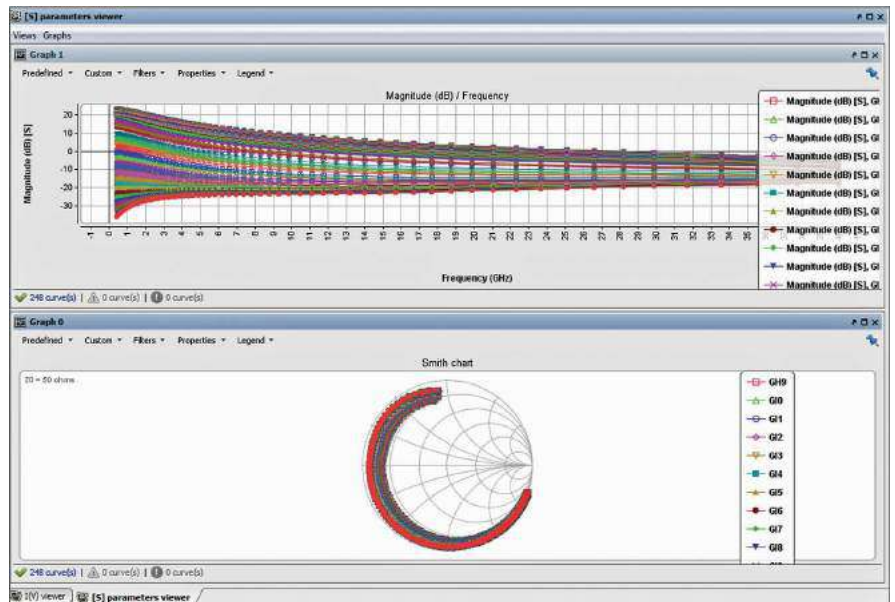 [S] parameters viewer
Views Graphs
Graph 1
Predefined Custom Filters Properties Legend
Magnitude (dB) / Frequency
Magnitude (dB) [S]
20
10
0
-10
-20
-30
-1 0 1 2 3 4 5 6 7 8 9 10 11 12 13 14 15 16 17 18 19 20 21 22 23 24 25 26 27 28 29 30 31 32 33 34 35
Frequency (GHz)
Magnitude (dB) [S], GI
Magnitude (dB) [S], GI
Magnitude (dB) [S], GI
Magnitude (dB) [S], GI
Magnitude (dB) [S], GI
Magnitude (dB) [S], GI
Magnitude (dB) [S], GI
Magnitude (dB) [S], GI
Magnitude (dB) [S], GI
Magnitude (dB) [S], GI
Magnitude (dB) [S], GI
248 curve(s) | 0 curve(s) | 0 curve(s)
Graph 0
Predefined Custom Filters Properties Legend
Smith chart
Z0 = 50 ohms
GH9
GI0
GI1
GI2
GI3
GI4
GI5
GI6
GI7
GI8
248 curve(s) | 0 curve(s) | 0 curve(s)
I(V) viewer [S] parameters viewer